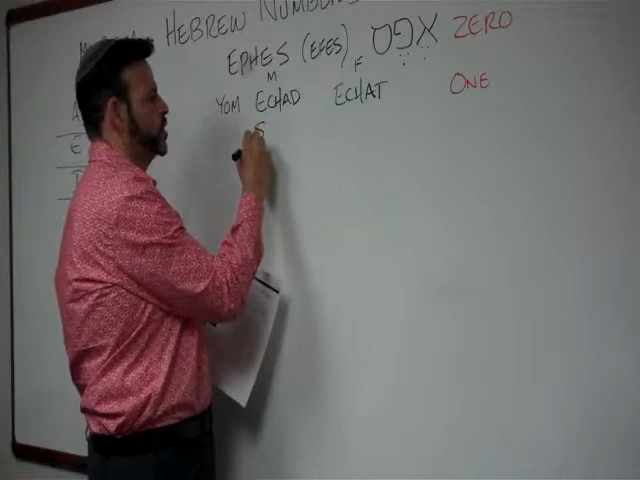 HEBREW NUMBERS
EPHES (EFES) אפס ZERO
M F
YOM ECHAD ECHAT ONE
S